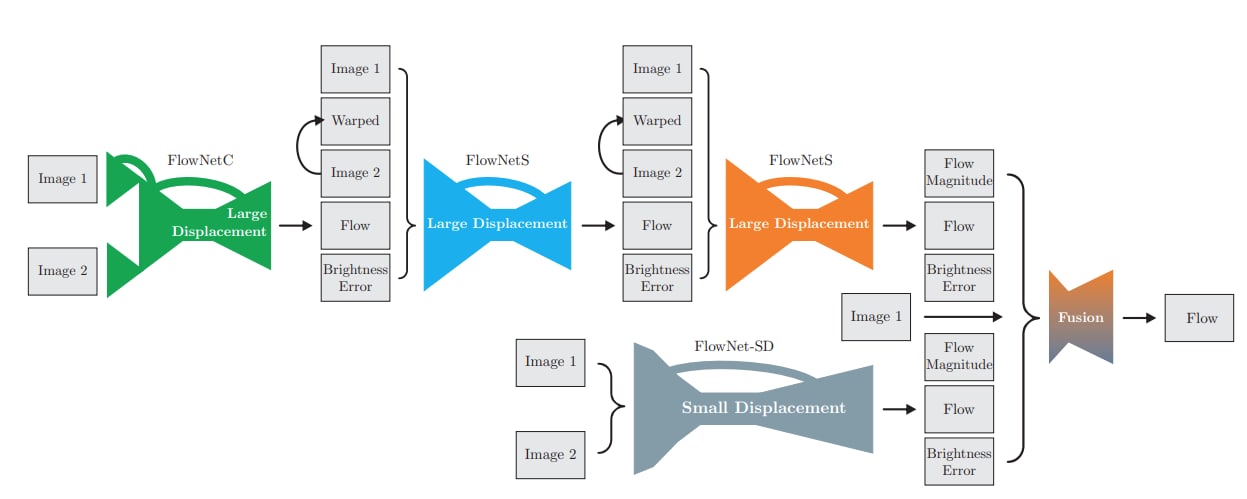 Image 1
Image 2
FlowNetC
Large
Displacement
Image 1
Warped
Image 2
Flow
Brightness
Error
FlowNetS
Large Displacement
Image 1
Warped
Image 2
Flow
Brightness
Error
FlowNetS
Large Displacement
Flow
Magnitude
Flow
Brightness
Error
Image 1
Image 1
Image 2
FlowNet-SD
Small Displacement
Flow
Magnitude
Flow
Brightness
Error
Fusion
Flow